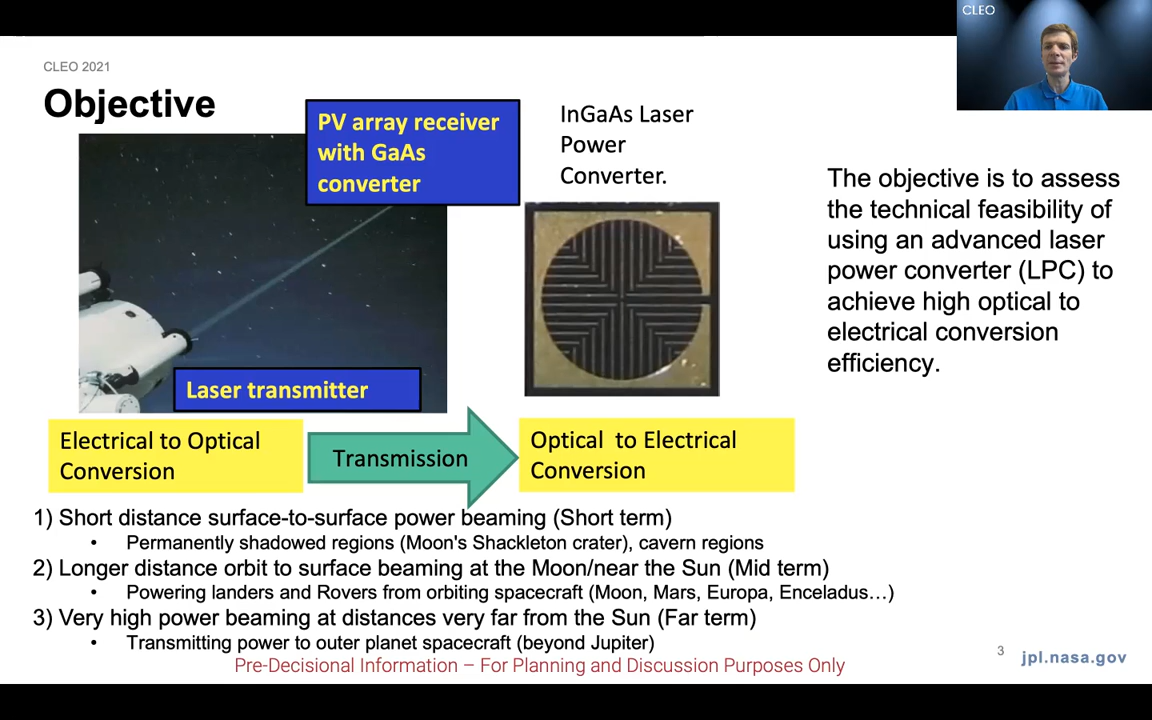 CLEO
CLEO 2021
Objective
PV array receiver
with GaAs
converter
InGaAs Laser
Power
Converter.
The objective is to assess
the technical feasibility of
using an advanced laser
power converter (LPC) to
achieve high optical to
electrical conversion
efficiency.
Laser transmitter
Electrical to Optical
Conversion
Transmission
Optical to Electrical
Conversion
1) Short distance surface-to-surface power beaming (Short term)
• Permanently shadowed regions (Moon's Shackleton crater), cavern regions
2) Longer distance orbit to surface beaming at the Moon/near the Sun (Mid term)
• Powering landers and Rovers from orbiting spacecraft (Moon, Mars, Europa, Enceladus…)
3) Very high power beaming at distances very far from the Sun (Far term)
• Transmitting power to outer planet spacecraft (beyond Jupiter)
Pre-Decisional Information – For Planning and Discussion Purposes Only
3
jpl.nasa.gov